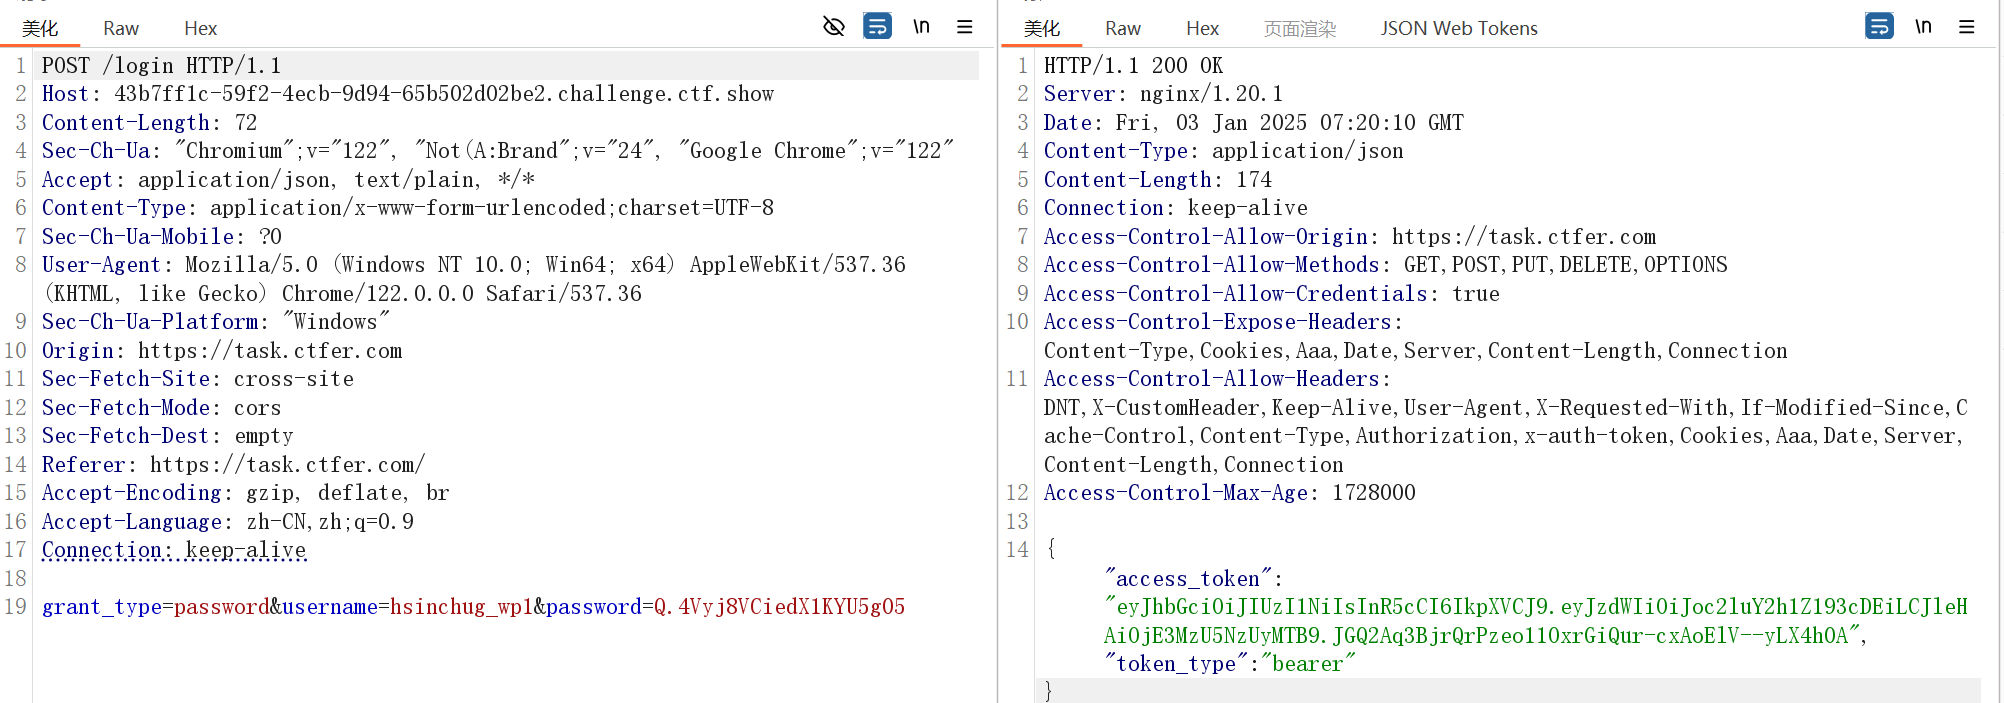 美化 Raw Hex \n
1 POST /login HTTP/1.1
2 Host: 43b7ff1c-59f2-4ecb-9d94-65b502d02be2.challenge.ctf.show
3 Content-Length: 72
4 Sec-Ch-Ua: "Chromium";v="122", "Not(A:Brand";v="24", "Google Chrome";v="122"
5 Accept: application/json, text/plain, */*
6 Content-Type: application/x-www-form-urlencoded;charset=UTF-8
7 Sec-Ch-Ua-Mobile: ?0
8 User-Agent: Mozilla/5.0 (Windows NT 10.0; Win64; x64) AppleWebKit/537.36
(KHTML, like Gecko) Chrome/122.0.0.0 Safari/537.36
9 Sec-Ch-Ua-Platform: "Windows"
10 Origin: https://task.ctfer.com
11 Sec-Fetch-Site: cross-site
12 Sec-Fetch-Mode: cors
13 Sec-Fetch-Dest: empty
14 Referer: https://task.ctfer.com/
15 Accept-Encoding: gzip, deflate, br
16 Accept-Language: zh-CN,zh;q=0.9
17 Connection: keep-alive
18
19 grant_type=password&username=hsinchug_wp1&password=Q.4Vyj8VCiedX1KYU5g05
美化 Raw Hex 页面渲染 JSON Web Tokens \n
1 HTTP/1.1 200 OK
2 Server: nginx/1.20.1
3 Date: Fri, 03 Jan 2025 07:20:10 GMT
4 Content-Type: application/json
5 Content-Length: 174
6 Connection: keep-alive
7 Access-Control-Allow-Origin: https://task.ctfer.com
8 Access-Control-Allow-Methods: GET,POST,PUT,DELETE,OPTIONS
9 Access-Control-Allow-Credentials: true
10 Access-Control-Expose-Headers:
Content-Type,Cookies,Aaa,Date,Server,Content-Length,Connection
11 Access-Control-Allow-Headers:
DNT,X-CustomHeader,Keep-Alive,User-Agent,X-Requested-With,If-Modified-Since,C
ache-Control,Content-Type,Authorization,x-auth-token,Cookies,Aaa,Date,Server,
Content-Length,Connection
12 Access-Control-Max-Age: 1728000
13
14 {
"access_token":
"eyJhbGciOiJIUzI1NiIsInR5cCI6IkpXVCJ9.eyJzdWIiOiJoc2luY2h1Z193cDEiLCJleH
AiOjE3MzU5NzUyMTB9.JGQ2Aq3BjrQrPzeo11OxrGiQur-cxAoElV--yLX4hOA",
"token_type":"bearer"
}